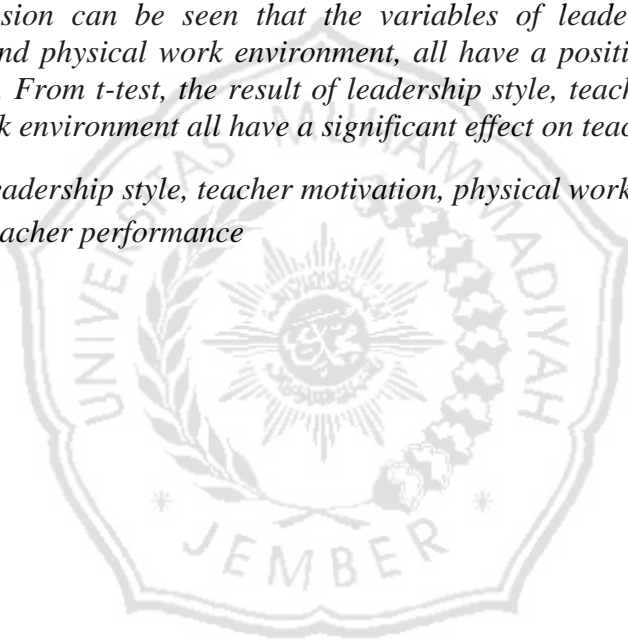 sion can be seen that the variables of leade
nd physical work environment, all have a positi
. From t-test, the result of leadership style, teach
k environment all have a significant effect on teac
eadership style, teacher motivation, physical work
eacher performance
UNIVERSITAS MUHAMMADIYAH
* JEMBER *